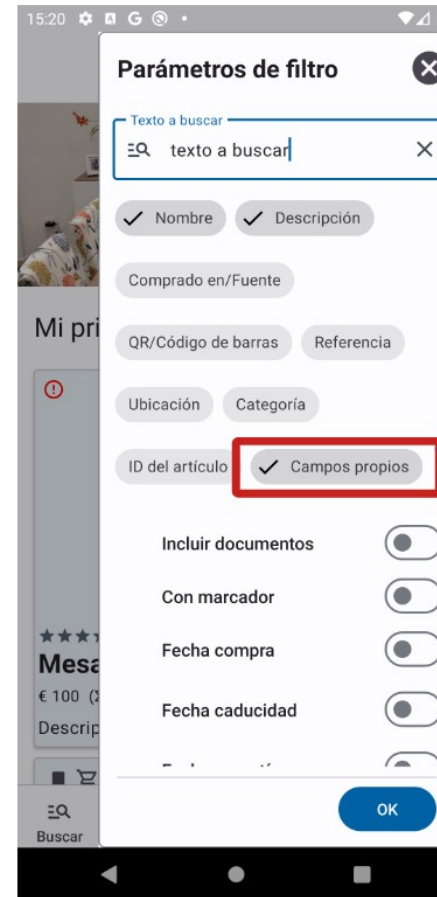 15:20
Parámetros de filtro
Texto a buscar
texto a buscar
Nombre
Descripción
Comprado en/Fuente
QR/Código de barras
Referencia
Ubicación
Categoría
ID del artículo
Campos propios
Incluir documentos
Con marcador
Fecha compra
Fecha caducidad
Mi pri
Mesa
€ 100
Descrip
OK
Buscar